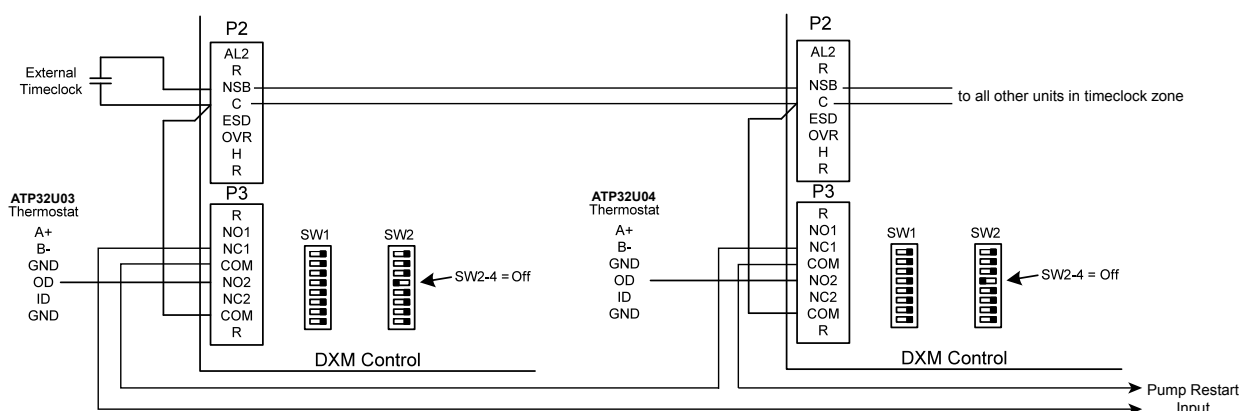 P2
AL2
R
NSB
C
ESD
OVR
H
R
External
Timeclock
P3
R
NO1
NC1
COM
NO2
NC2
COM
R
ATP32U03
Thermostat
A+
B-
GND
OD
ID
GND
SW1
SW2
SW2-4 = Off
DXM Control
P2
AL2
R
NSB
C
ESD
OVR
H
R
to all other units in timeclock zone
P3
R
NO1
NC1
COM
NO2
NC2
COM
R
ATP32U04
Thermostat
A+
B-
GND
OD
ID
GND
SW1
SW2
SW2-4 = Off
DXM Control
Pump Restart
Input